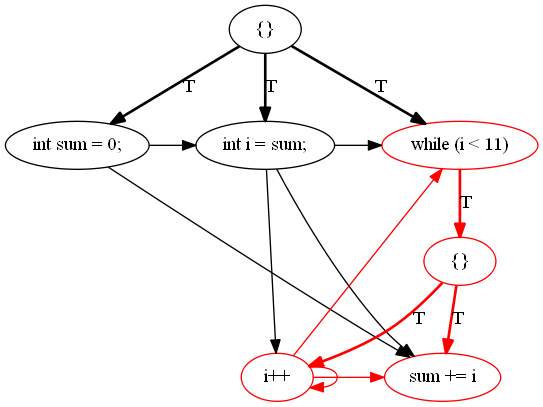 {}
T
T
T
int sum = 0;
int i = sum;
while (i < 11)
T
{}
T
T
i++
sum += i